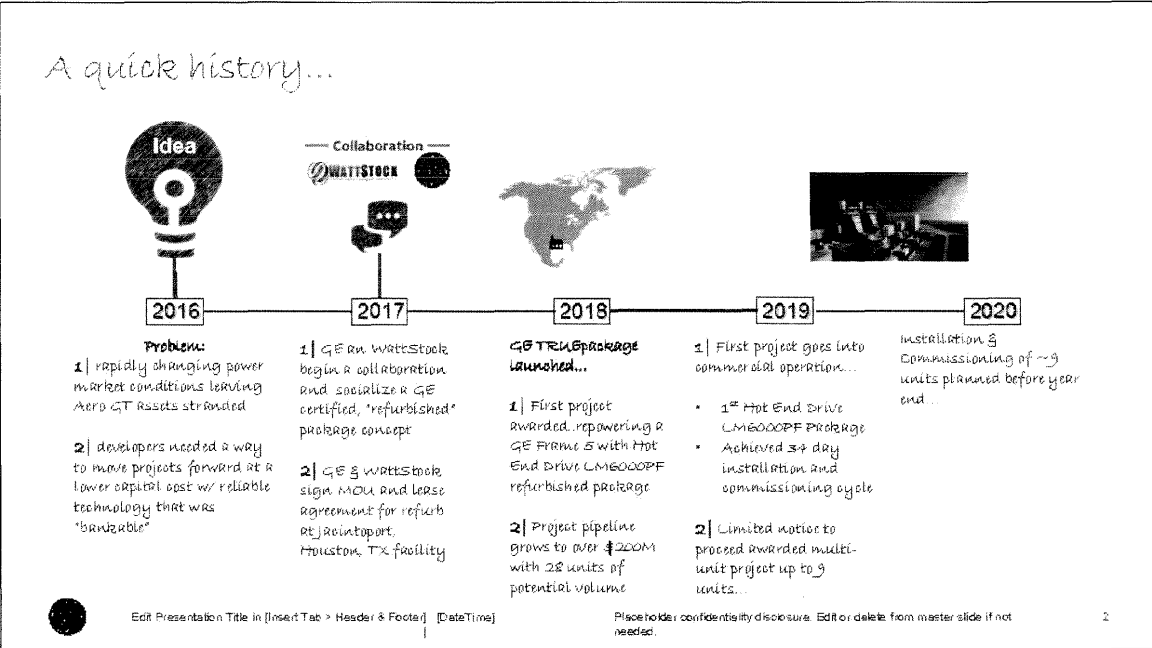 A quick history...
Idea
Collaboration
WATTSTOCK
2016
2017
2018
2019
2020
Problem:
1| rapidly changing power
market conditions leaving
Aero GT assets stranded
2| developers needed a way
to move projects forward at a
lower capital cost w/ reliable
technology that was
"bankable"
1| GE an WattStock
begin a collaboration
and socialize a GE
certified, "refurbished"
package concept
2| GE & WattStock
sign MOU and lease
agreement for refurb
at Jacintoport,
Houston, TX facility
GE TRUEpackage
launched...
1| First project
awarded..repowering a
GE Frame 5 with Hot
End Drive LM6000PF
refurbished package
2| Project pipeline
grows to over $200M
with 28 units of
potential volume
1| First project goes into
commercial operation...
• 1st Hot End Drive
LM6000PF Package
• Achieved 34 day
installation and
commissioning cycle
2| Limited notice to
proceed awarded multi-
unit project up to 9
units...
Installation &
Commissioning of ~9
units planned before year
end...
Edit Presentation Title in [Insert Tab > Header & Footer] [DateTime]
|
Placeholder confidentiality disclosure. Edit or delete from master slide if not
needed.
2